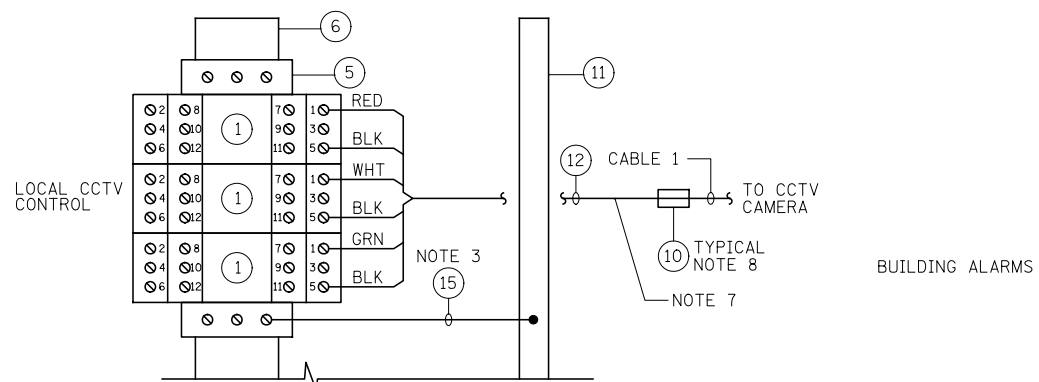 6
5
11
2 8 1 7 1 RED
4 10 9 3
6 12 11 5 BLK
12 CABLE 1
LOCAL CCTV
CONTROL
2 8 1 7 1 WHT
4 10 9 3
6 12 11 5 BLK
TO CCTV
CAMERA
2 8 1 7 1 GRN
4 10 9 3
6 12 11 5 BLK
NOTE 3
15
10 TYPICAL
NOTE 8
NOTE 7
BUILDING ALARMS